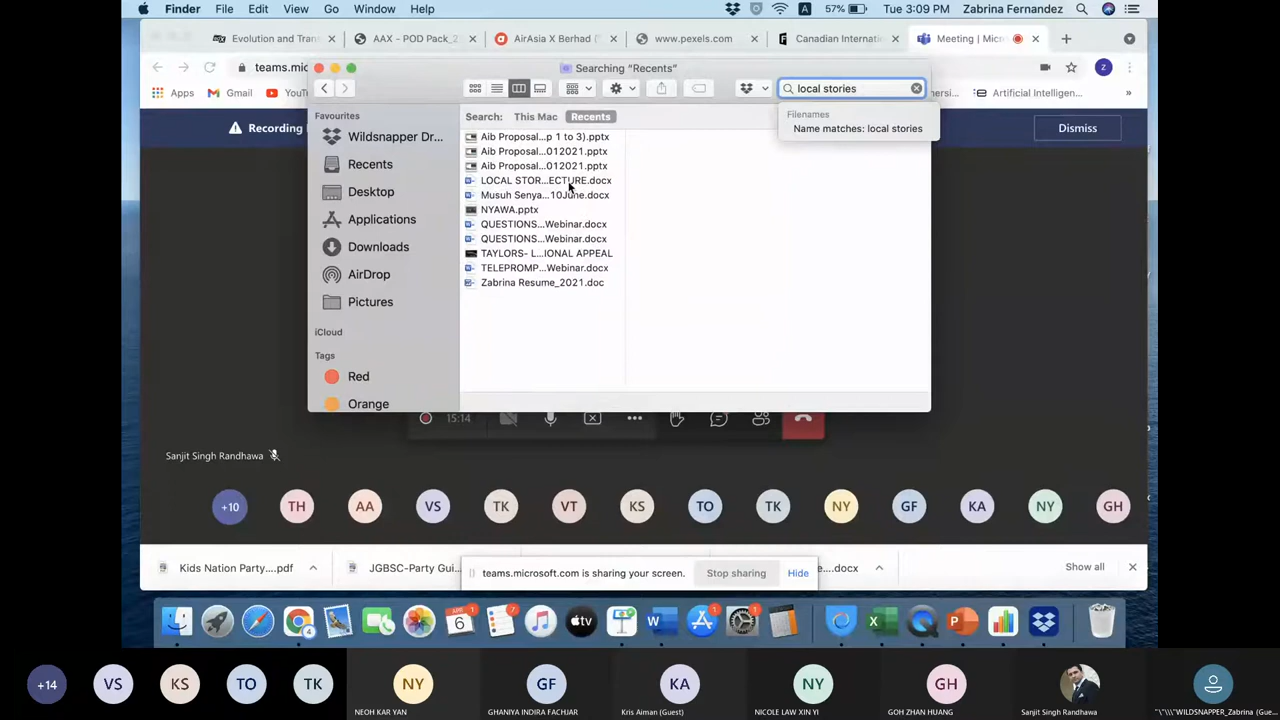 Finder File Edit View Go Window Help 57% Tue 3:09 PM Zabrina Fernandez
Evolution and Tran AAX - POD Pack_2 AirAsia X Berhad ( www.pexels.com Canadian Internati Meeting | Micr
teams.mic
Searching “Recents”
local stories
Apps Gmail YouTube
Artificial Intelligen...
Filenames
Name matches: local stories
Favourites
Search: This Mac Recents
Recording
Dismiss
Wildsnapper Dr...
Recents
Desktop
Applications
Downloads
AirDrop
Pictures
iCloud
Tags
Red
Orange
Aib Proposal...p 1 to 3).pptx
Aib Proposal...012021.pptx
Aib Proposal...012021.pptx
LOCAL STOR...ECTURE.docx
Musuh Senya...10June.docx
NYAWA.pptx
QUESTIONS...Webinar.docx
QUESTIONS...Webinar.docx
TAYLORS- L...IONAL APPEAL
TELEPROMP...Webinar.docx
Zabrina Resume_2021.doc
15:14
Sanjit Singh Randhawa
+10 TH AA VS TK VT KS TO TK NY GF KA NY GH
Kids Nation Party....pdf JGBSC-Party Gui... e....docx Show all
teams.microsoft.com is sharing your screen. Stop sharing Hide
+14 VS KS TO TK NY GF KA NY GH
NEOH KAR YAN GHANIYA INDIRA FACHJAR Kris Aiman (Guest) NICOLE LAW XIN YI GOH ZHAN HUANG Sanjit Singh Randhawa "\"\\\"WILDSNAPPER_Zabrina (Gue...